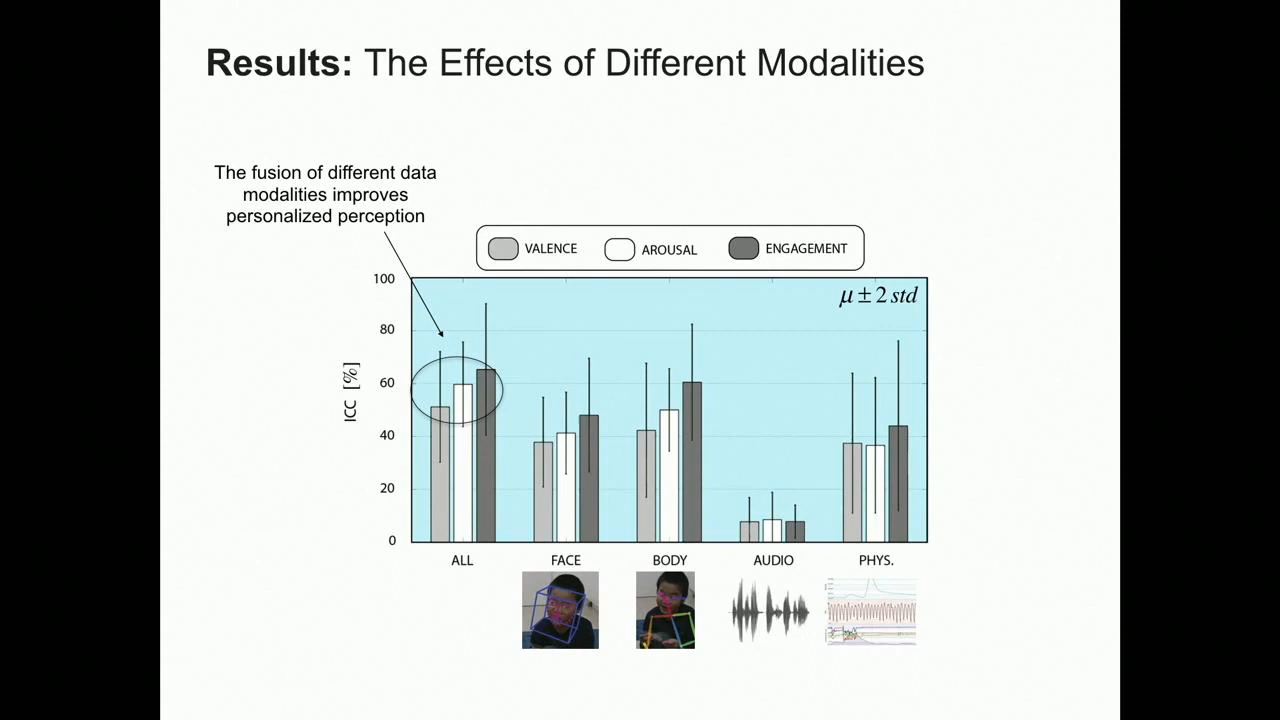 Results: The Effects of Different Modalities
The fusion of different data
modalities improves
personalized perception
VALENCE
AROUSAL
ENGAGEMENT
μ ± 2 std
ICC [%]
100
80
60
40
20
0
ALL
FACE
BODY
AUDIO
PHYS.